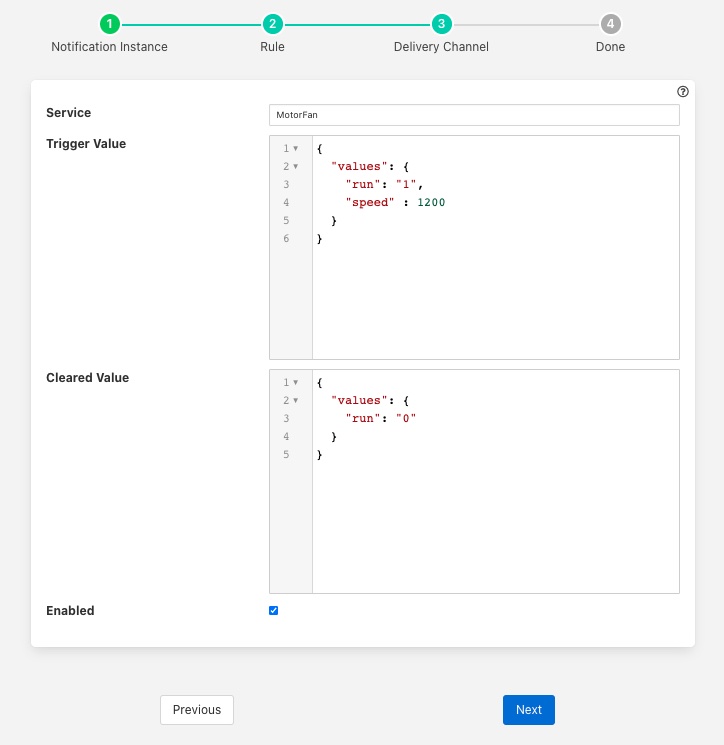 1 2 3 4
Notification Instance Rule Delivery Channel Done
?
Service MotorFan
Trigger Value
1 {
2 "values": {
3 "run": "1",
4 "speed" : 1200
5 }
6 }
Cleared Value
1 {
2 "values": {
3 "run": "0"
4 }
5 }
Enabled
Previous Next